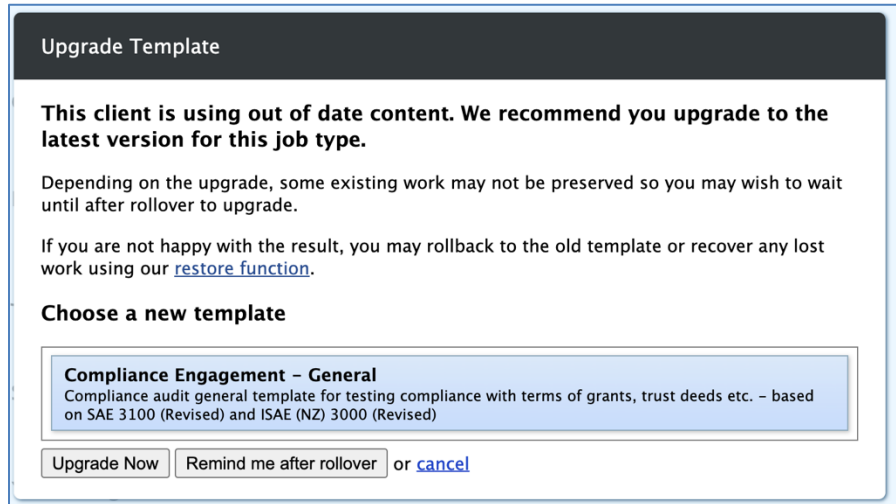 Upgrade Template
This client is using out of date content. We recommend you upgrade to the
latest version for this job type.
Depending on the upgrade, some existing work may not be preserved so you may wish to wait
until after rollover to upgrade.
If you are not happy with the result, you may rollback to the old template or recover any lost
work using our restore function.
Choose a new template
Compliance Engagement – General
Compliance audit general template for testing compliance with terms of grants, trust deeds etc. – based
on SAE 3100 (Revised) and ISAE (NZ) 3000 (Revised)
Upgrade Now Remind me after rollover or cancel